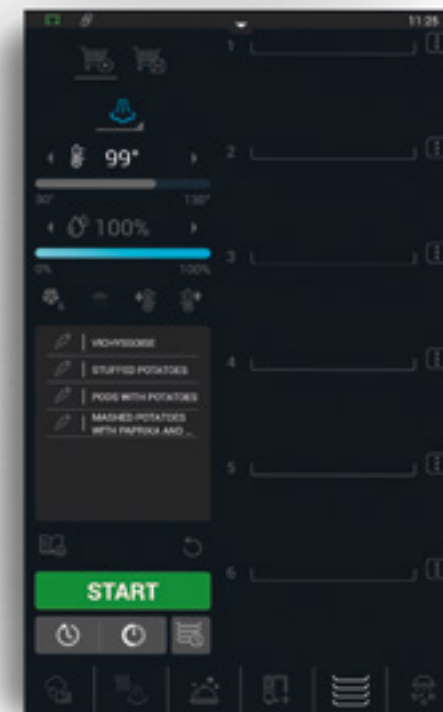 11:25
99°
30° 130°
100%
0% 100%
VICHYSSOISE
STUFFED POTATOES
PODS WITH POTATOES
MASHED POTATOES
WITH PAPRIKA AND ...
START
1
2
3
4
5
6